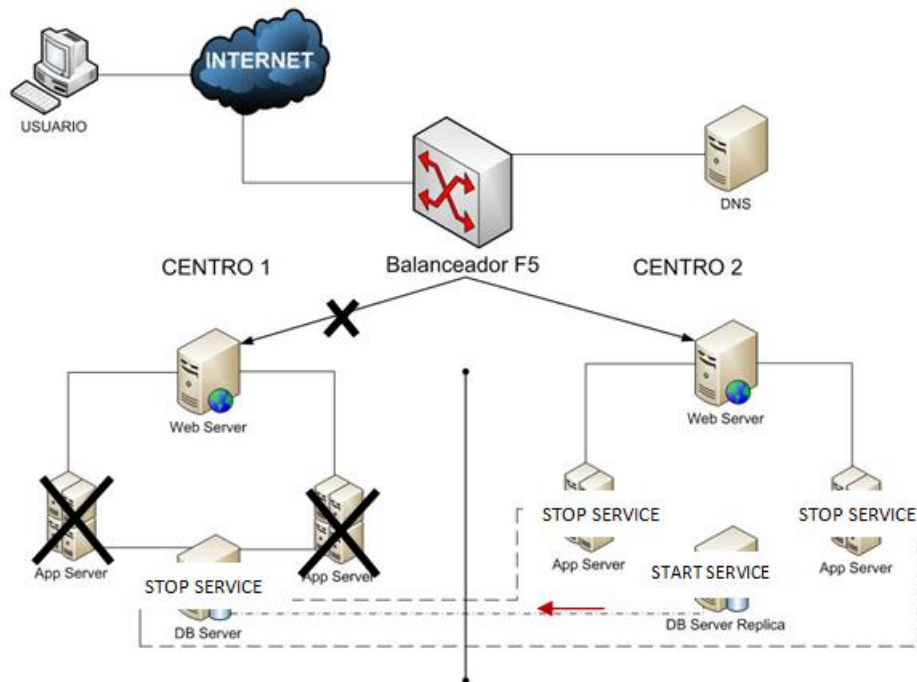 INTERNET
USUARIO
DNS
CENTRO 1
Balanceador F5
CENTRO 2
Web Server
Web Server
STOP SERVICE
STOP SERVICE
App Server
App Server
App Server
App Server
STOP SERVICE
START SERVICE
DB Server
DB Server Replica